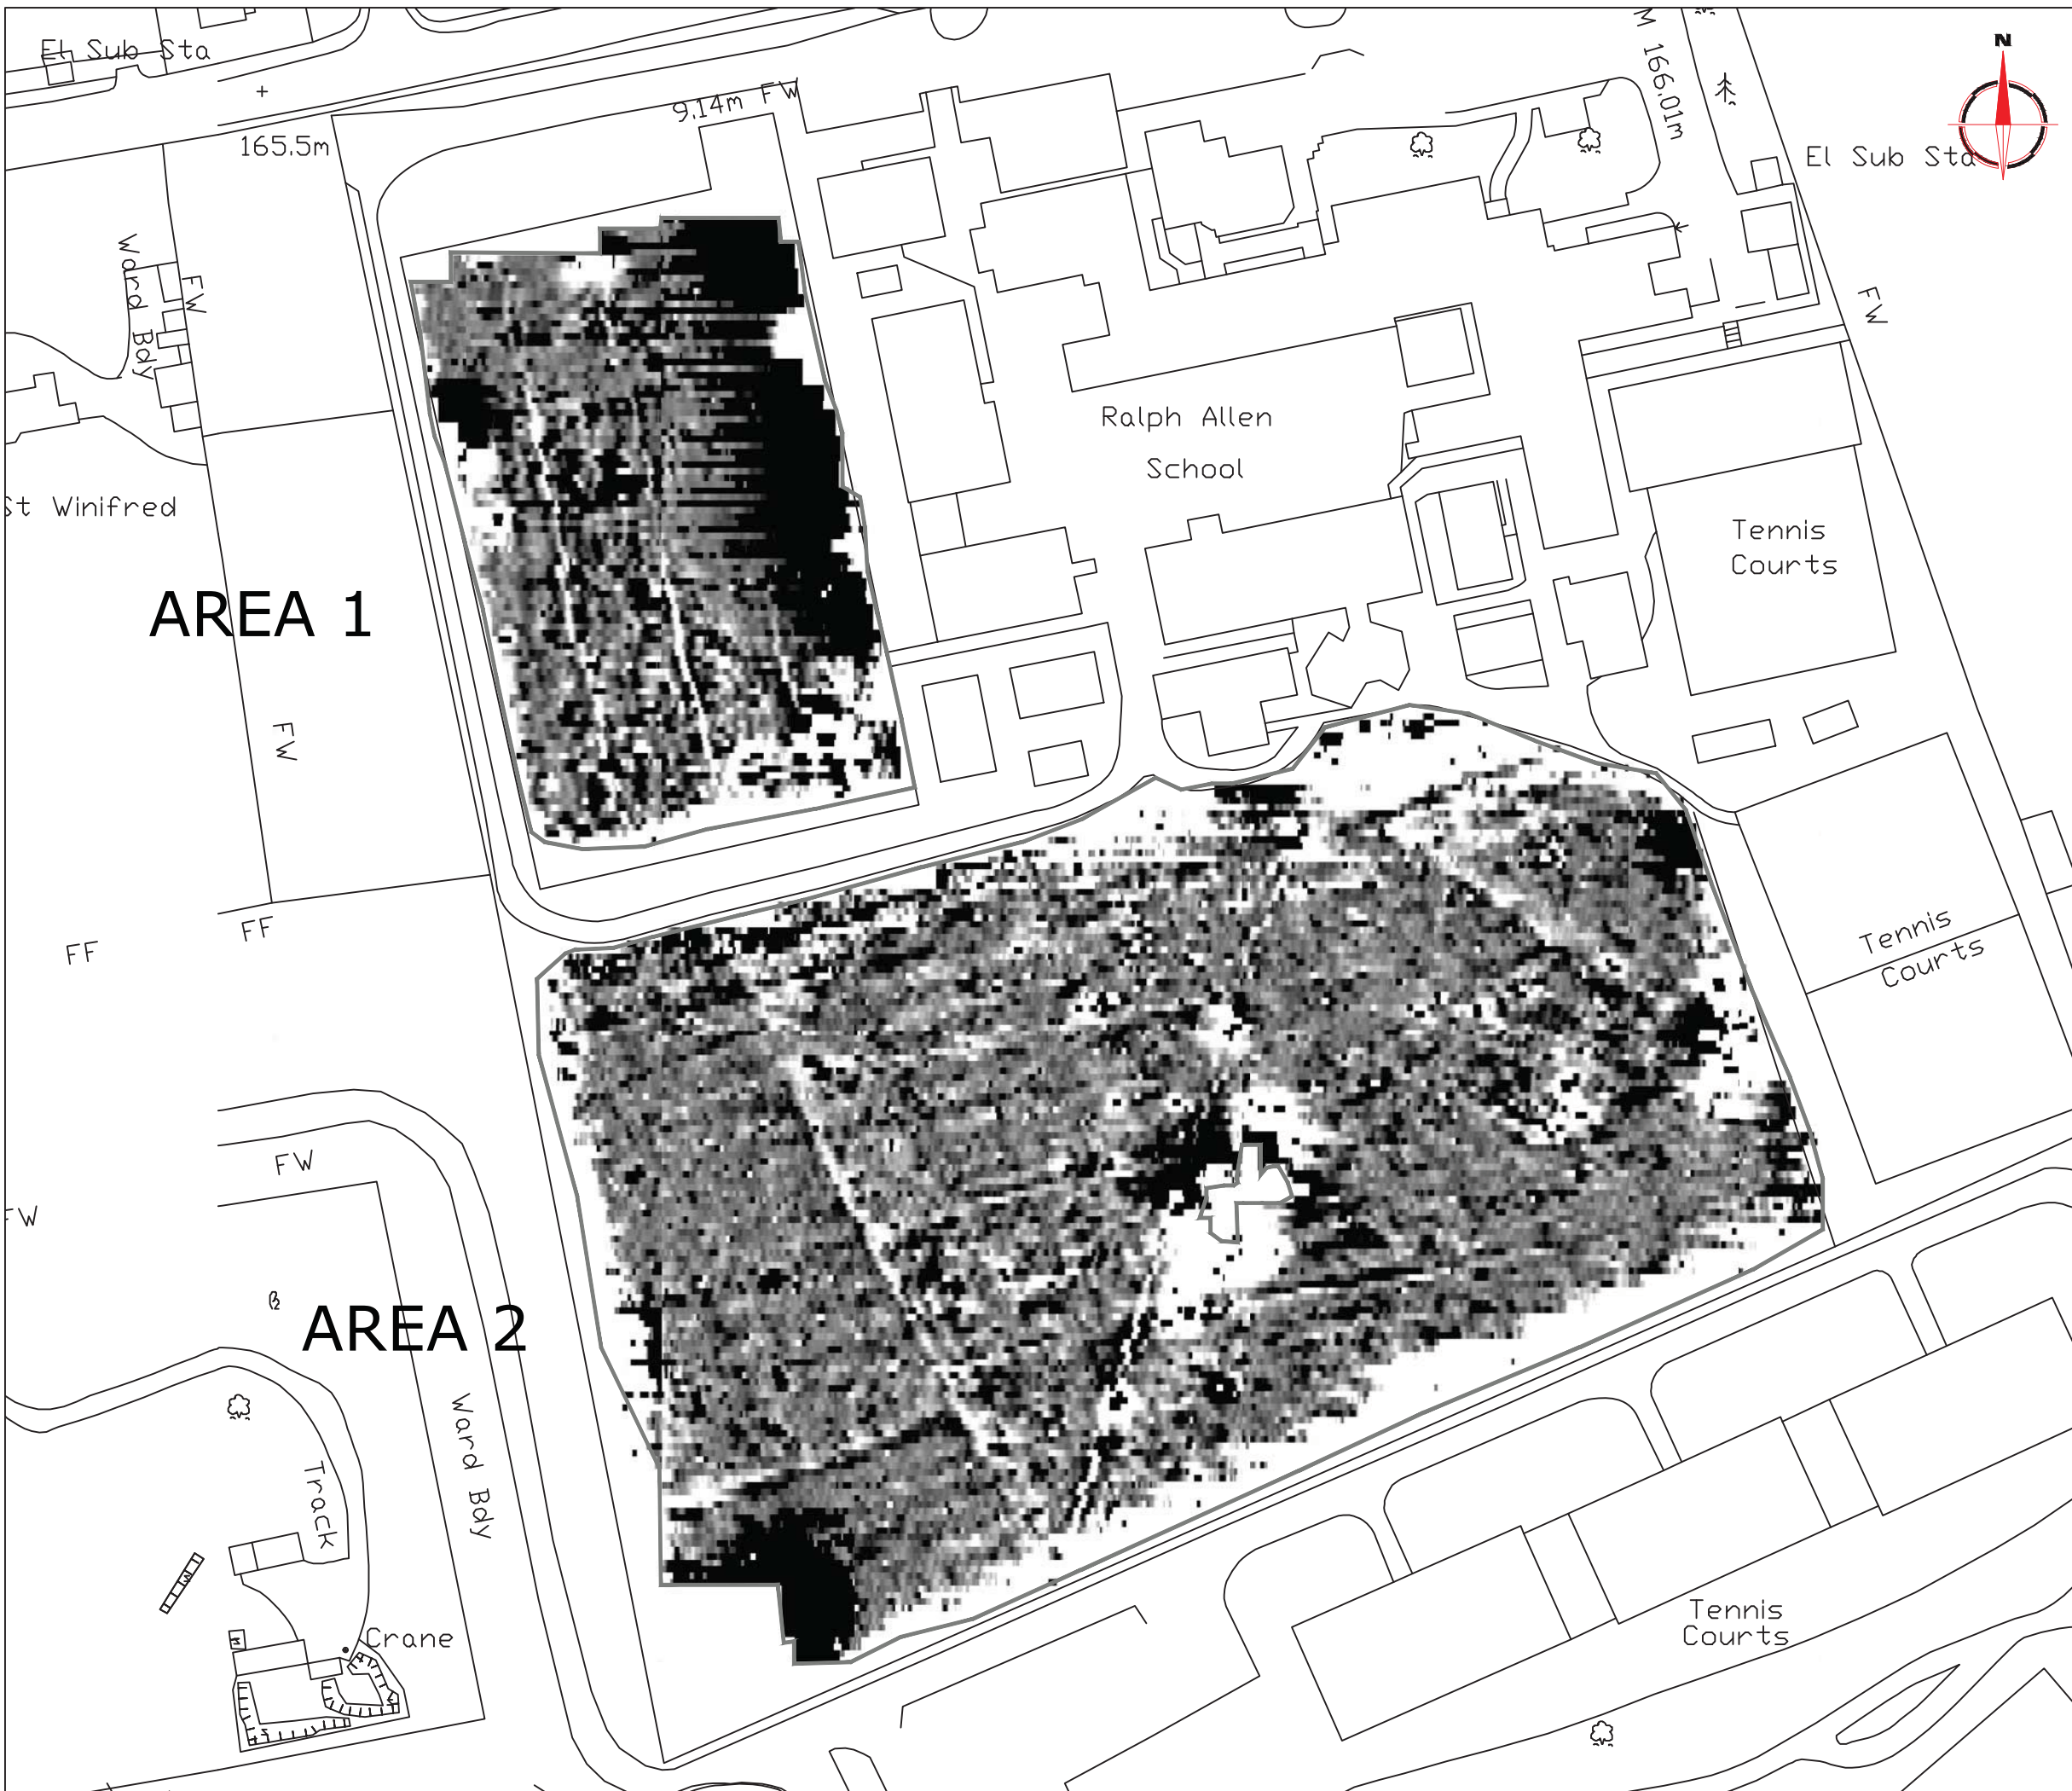 El Sub Sta
N
M 166.01m
9.14m FW
165.5m
El Sub Sta
Ward Bdy
FW
FW
Ralph Allen
School
St Winifred
Tennis
Courts
AREA 1
FW
FF
FF
Tennis
Courts
FW
FW
AREA 2
Ward Bdy
Track
Tennis
Courts
Crane